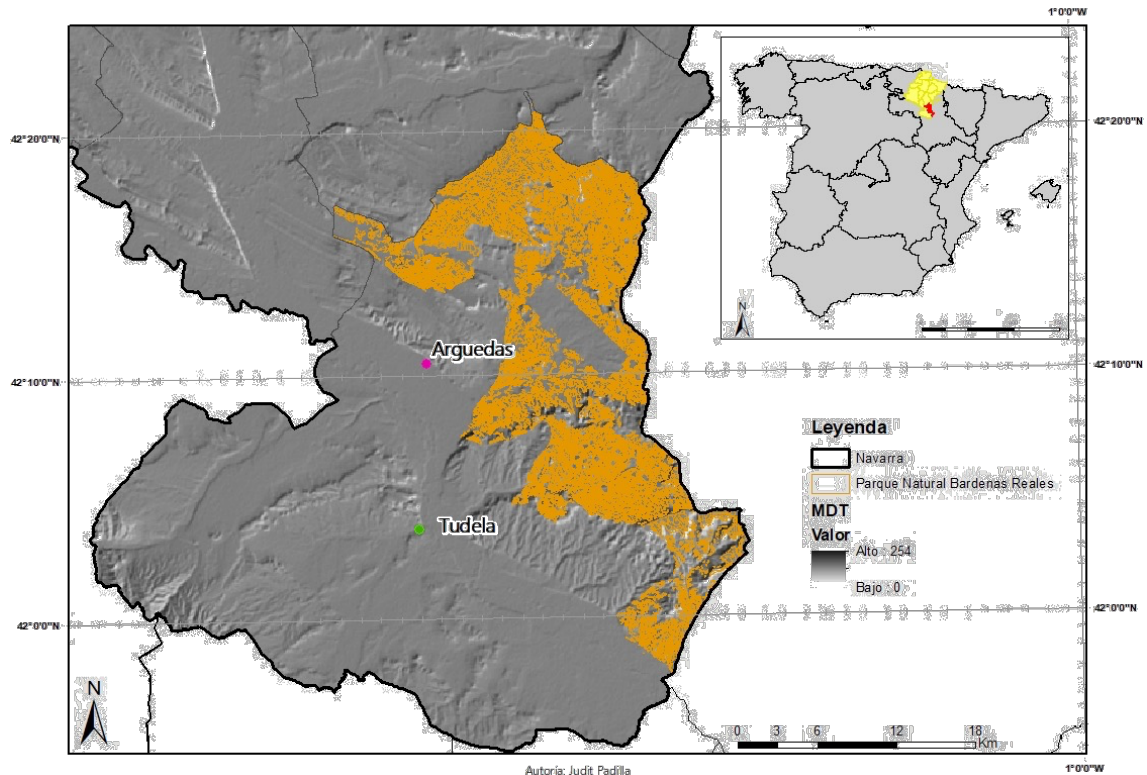 1°0'0"W
42°20'0"N
42°20'0"N
N
Arguedas
42°10'0"N
42°10'0"N
Leyenda
Navarra
Parque Natural Bardenas Reales
MDT
Valor
Alto : 254
Bajo : 0
Tudela
42°0'0"N
42°0'0"N
N
0 3 6 12 18
Km
1°0'0"W
Autoría: Judit Padilla